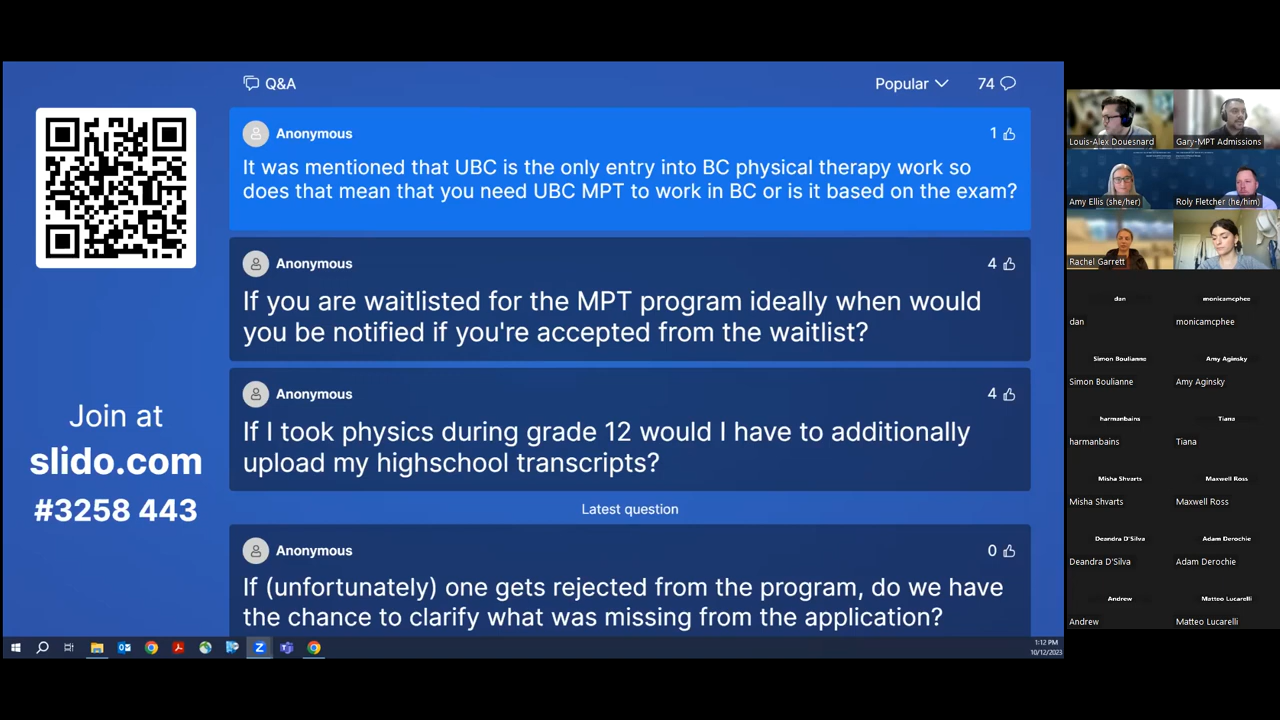 Q&A
Popular
74
Anonymous
1
It was mentioned that UBC is the only entry into BC physical therapy work so
does that mean that you need UBC MPT to work in BC or is it based on the exam?
Anonymous
4
If you are waitlisted for the MPT program ideally when would
you be notified if you're accepted from the waitlist?
Anonymous
4
If I took physics during grade 12 would I have to additionally
upload my highschool transcripts?
Latest question
Anonymous
0
If (unfortunately) one gets rejected from the program, do we have
the chance to clarify what was missing from the application?
Join at
slido.com
#3258 443
1:12 PM
10/12/2023
Louis-Alex Douesnard
Gary-MPT Admissions
Amy Ellis (she/her)
Roly Fletcher (he/him)
Rachel Garrett
dan
monicamcphee
dan
monicamcphee
Simon Boulianne
Amy Aginsky
Simon Boulianne
Amy Aginsky
harmanbains
Tiana
harmanbains
Tiana
Misha Shvarts
Maxwell Ross
Misha Shvarts
Maxwell Ross
Deandra D'Silva
Adam Derochie
Deandra D'Silva
Adam Derochie
Andrew
Matteo Lucarelli
Andrew
Matteo Lucarelli